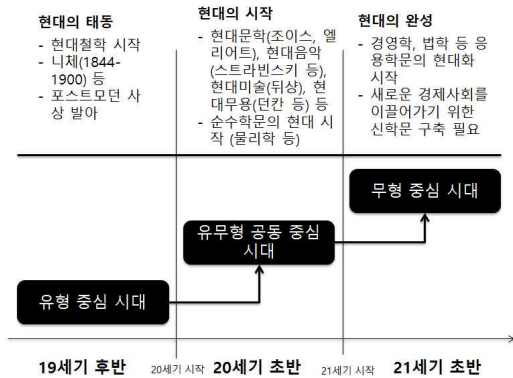 현대의 태동
- 현대철학 시작
- 니체(1844-
1900) 등
- 포스트모던 사
상 발아
현대의 시작
- 현대문학(조이스, 엘
리어트), 현대음악
(스트라빈스키 등),
현대미술(뒤샹), 현
대무용(던칸 등) 등
- 순수학문의 현대 시
작 (물리학 등)
현대의 완성
- 경영학, 법학 등 응
용학문의 현대화
시작
- 새로운 경제사회를
이끌어가기 위한
신학문 구축 필요
무형 중심 시대
유무형 공동 중심
시대
유형 중심 시대
19세기 후반
20세기 시작
20세기 초반
21세기 시작
21세기 초반